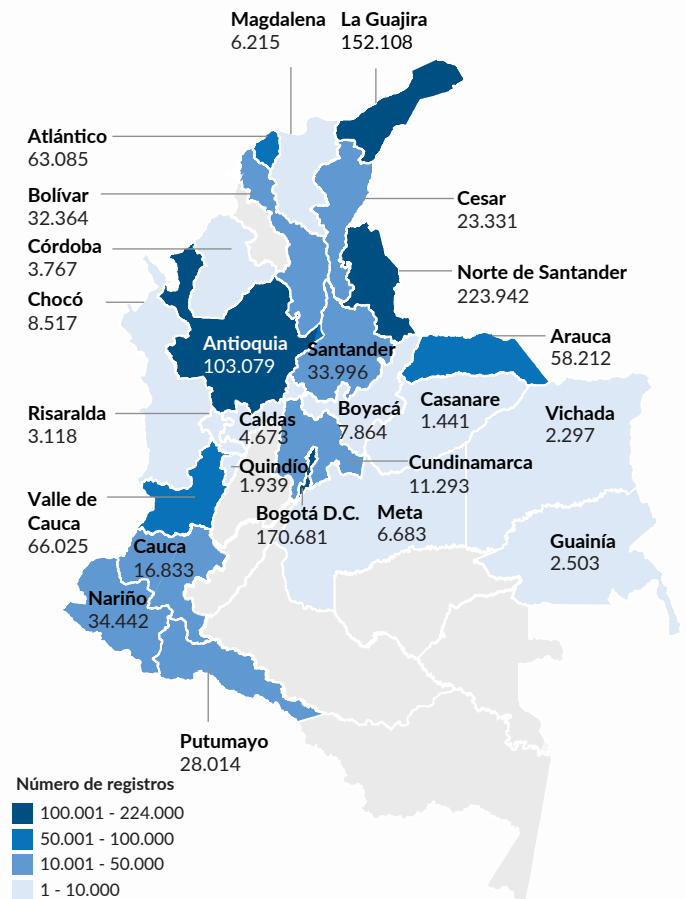 Magdalena
6.215
La Guajira
152.108
Atlántico
63.085
Bolívar
32.364
Cesar
23.331
Córdoba
3.767
Norte de Santander
223.942
Chocó
8.517
Antioquia
103.079
Santander
33.996
Arauca
58.212
Risaralda
3.118
Caldas
4.673
Boyacá
7.864
Casanare
1.441
Vichada
2.297
Quindío
1.939
Cundinamarca
11.293
Valle de
Cauca
66.025
Bogotá D.C.
170.681
Meta
6.683
Cauca
16.833
Guainía
2.503
Nariño
34.442
Putumayo
28.014
Número de registros
100.001 - 224.000
50.001 - 100.000
10.001 - 50.000
1 - 10.000